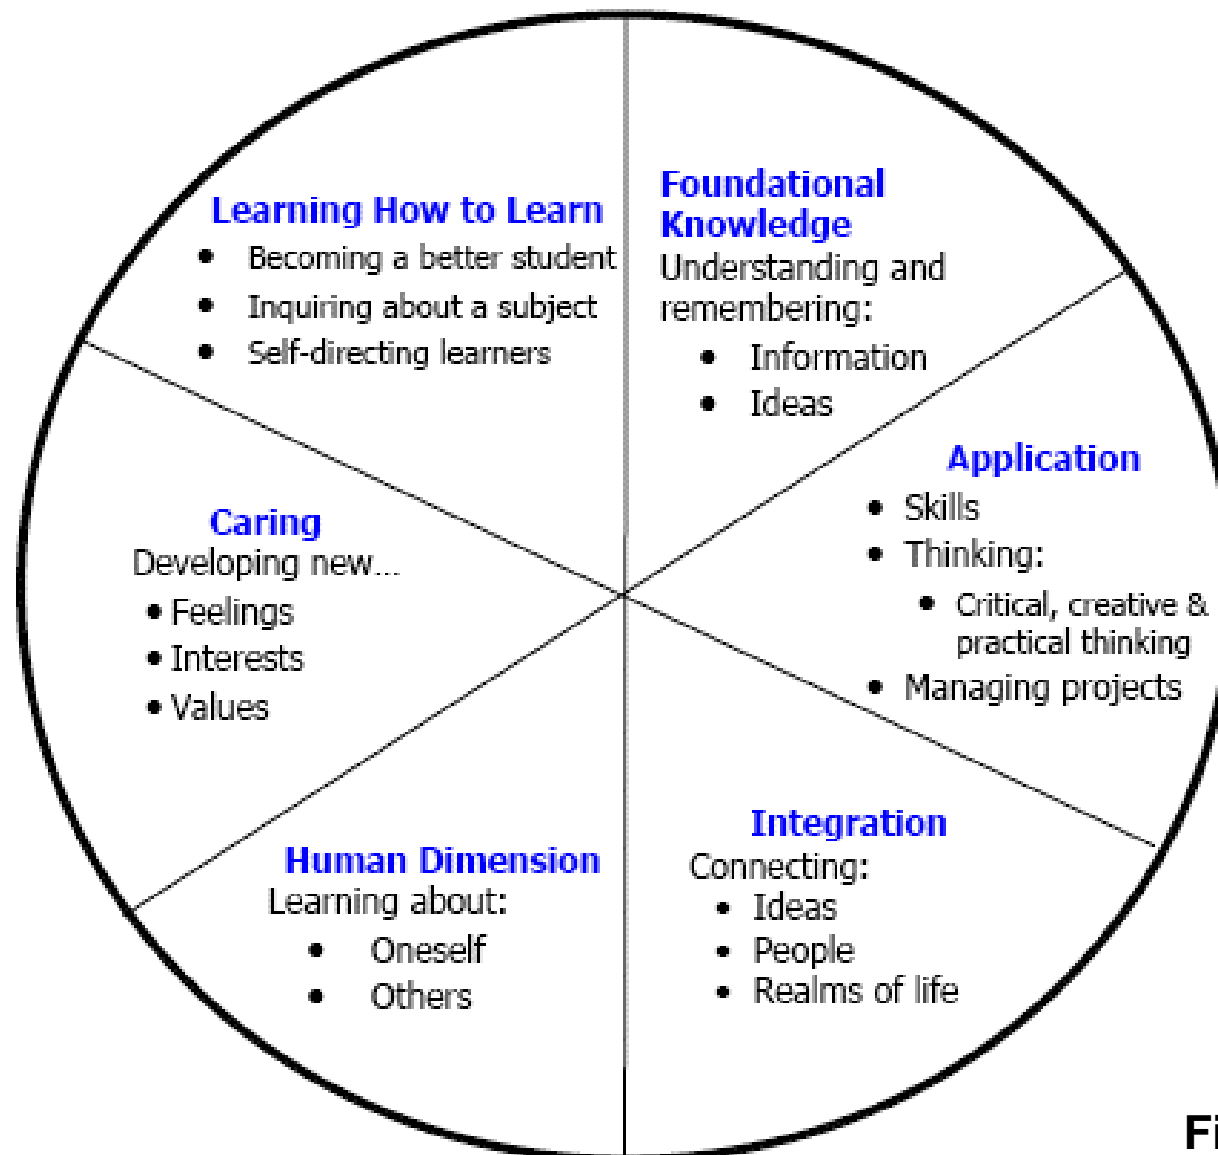 Learning How to Learn
• Becoming a better student
• Inquiring about a subject
• Self-directing learners
Foundational
Knowledge
Understanding and
remembering:
• Information
• Ideas
Application
• Skills
• Thinking:
• Critical, creative &
practical thinking
• Managing projects
Integration
Connecting:
• Ideas
• People
• Realms of life
Human Dimension
Learning about:
• Oneself
• Others
Caring
Developing new...
• Feelings
• Interests
• Values